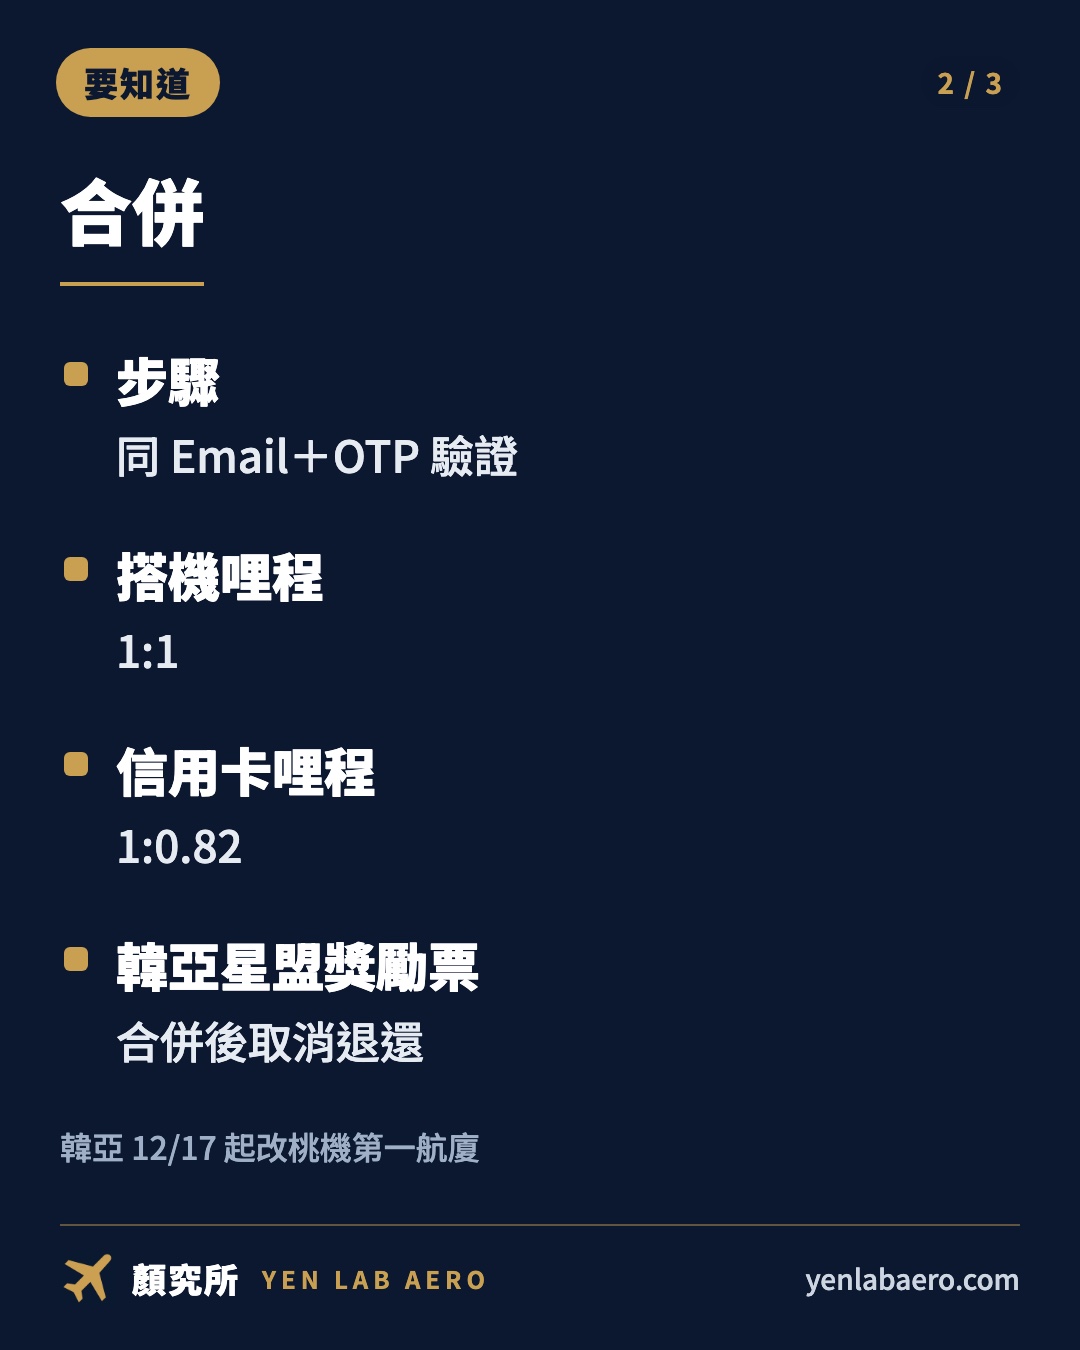 要知道
2 / 3
合併
步驟
同 Email＋OTP 驗證
搭機哩程
1:1
信用卡哩程
1:0.82
韓亞星盟獎勵票
合併後取消退還
韓亞 12/17 起改桃機第一航廈
顏究所 YEN LAB AERO
yenlabaero.com